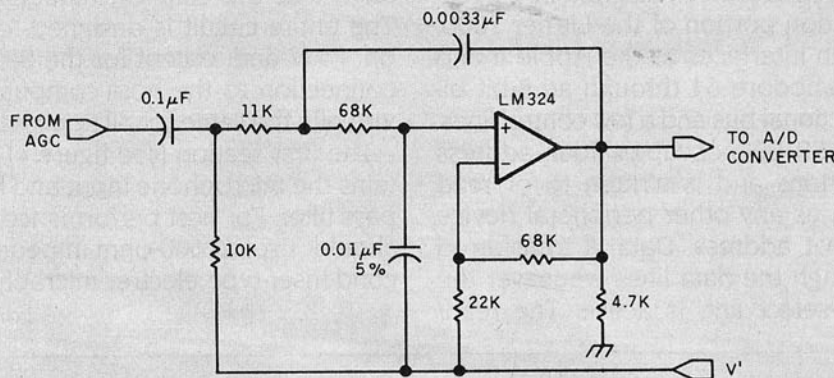 0.0033µF
0.1µF
LM324
11K
68K
FROM
AGC
+
−
TO A/D
CONVERTER
10K
0.01µF
5%
68K
22K
4.7K
V'